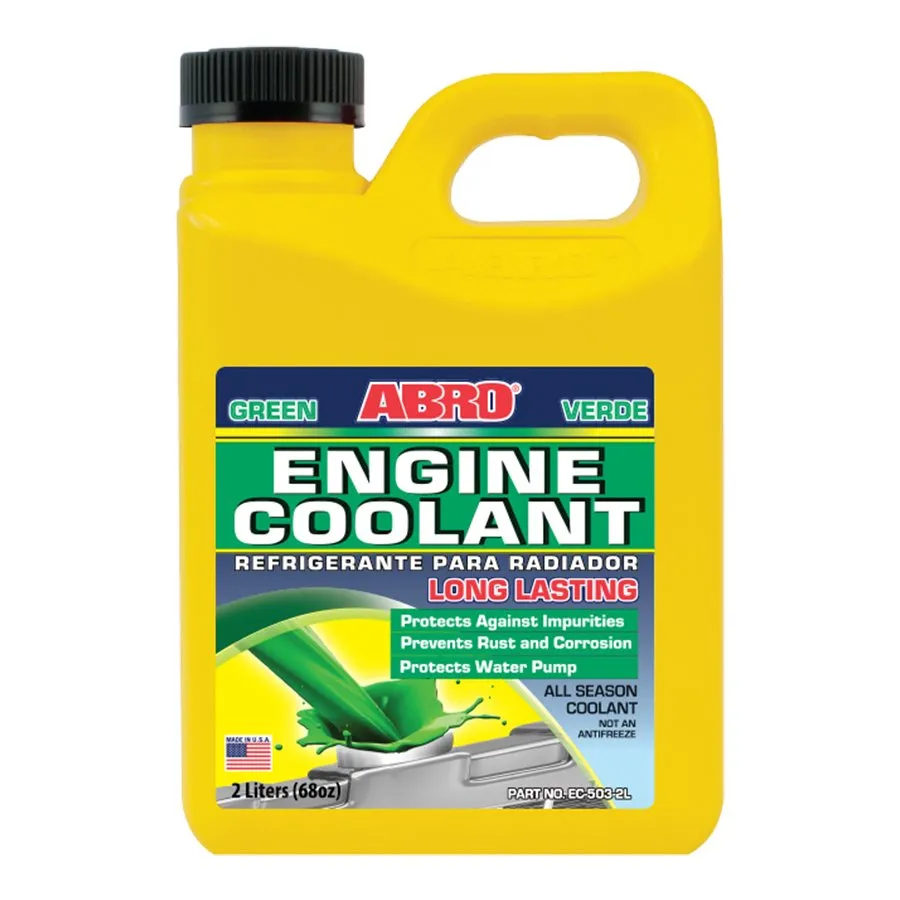 GREEN ABRO® VERDE
ENGINE
COOLANT
REFRIGERANTE PARA RADIADOR
LONG LASTING
Protects Against Impurities
Prevents Rust and Corrosion
Protects Water Pump
ALL SEASON
COOLANT
NOT AN
ANTIFREEZE
MADE IN U.S.A.
2 Liters (68oz) PART NO. EC-503-2L